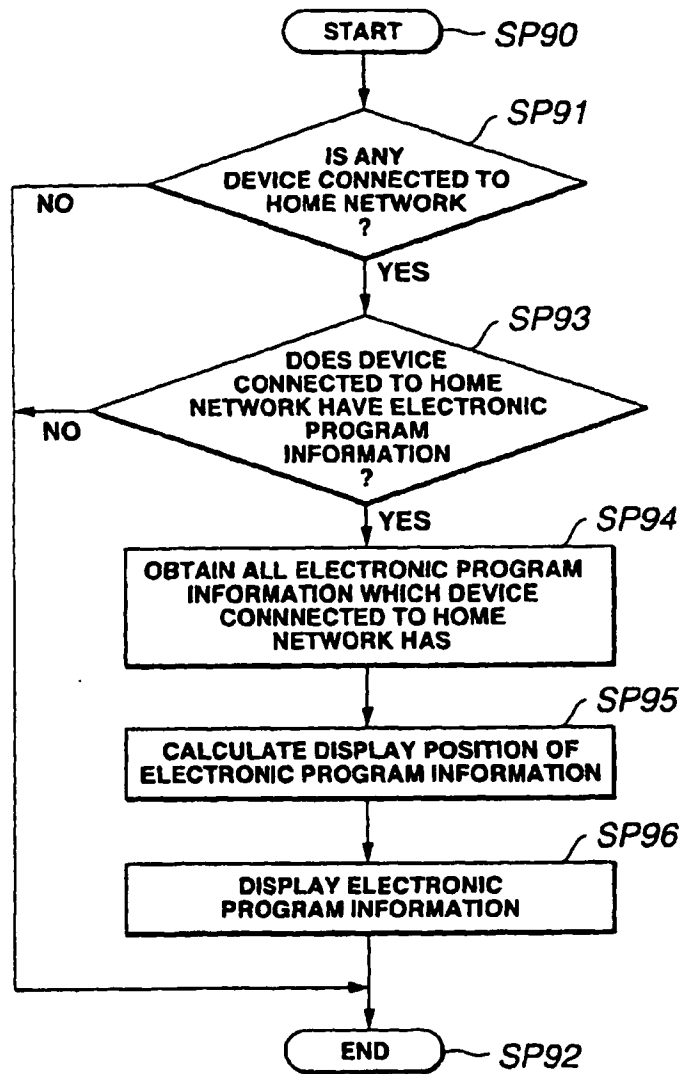 START
SP90
SP91
IS ANY
DEVICE CONNECTED TO
HOME NETWORK
?
NO
YES
SP93
DOES DEVICE
CONNECTED TO HOME
NETWORK HAVE ELECTRONIC
PROGRAM
INFORMATION
?
NO
YES
SP94
OBTAIN ALL ELECTRONIC PROGRAM
INFORMATION WHICH DEVICE
CONNNECTED TO HOME
NETWORK HAS
SP95
CALCULATE DISPLAY POSITION OF
ELECTRONIC PROGRAM INFORMATION
SP96
DISPLAY ELECTRONIC
PROGRAM INFORMATION
END
SP92